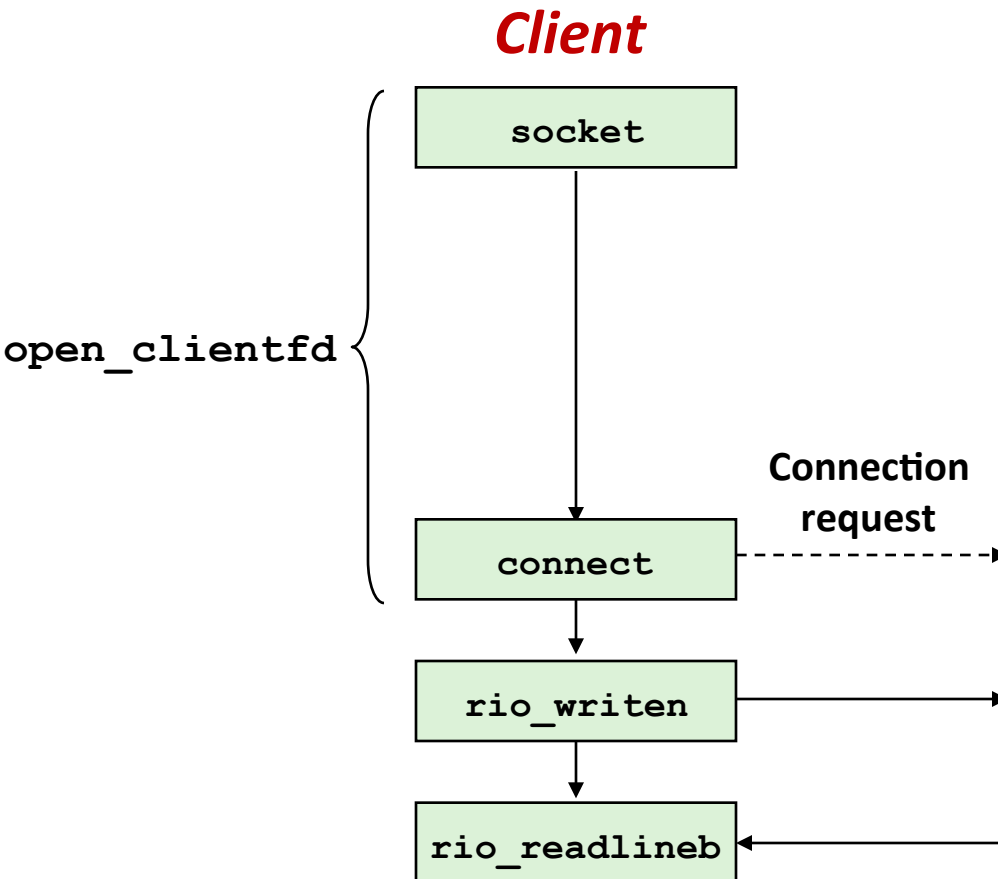 Client
socket
open_clientfd
Connection
request
connect
rio_writen
rio_readlineb